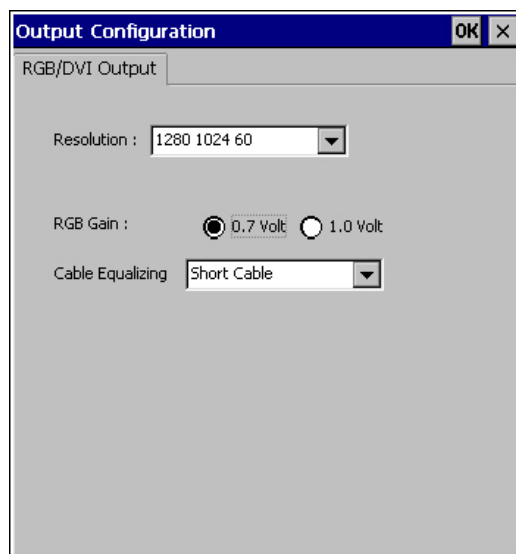 Output Configuration OK ×
RGB/DVI Output
Resolution : 1280 1024 60
RGB Gain : 0.7 Volt 1.0 Volt
Cable Equalizing Short Cable